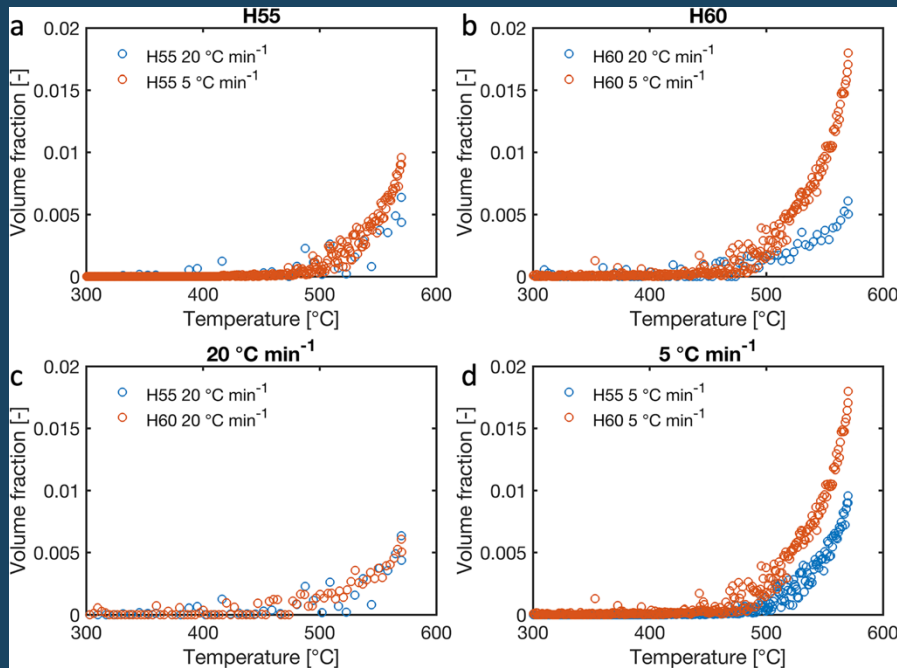 a
H55
0.02
0.015
0.01
0.005
0
Volume fraction [-]
H55 20 °C min-1
H55 5 °C min-1
300 400 500 600
Temperature [°C]
b
H60
0.02
0.015
0.01
0.005
0
Volume fraction [-]
H60 20 °C min-1
H60 5 °C min-1
300 400 500 600
Temperature [°C]
c
20 °C min-1
0.02
0.015
0.01
0.005
0
Volume fraction [-]
H55 20 °C min-1
H60 20 °C min-1
300 400 500 600
Temperature [°C]
d
5 °C min-1
0.02
0.015
0.01
0.005
0
Volume fraction [-]
H55 5 °C min-1
H60 5 °C min-1
300 400 500 600
Temperature [°C]